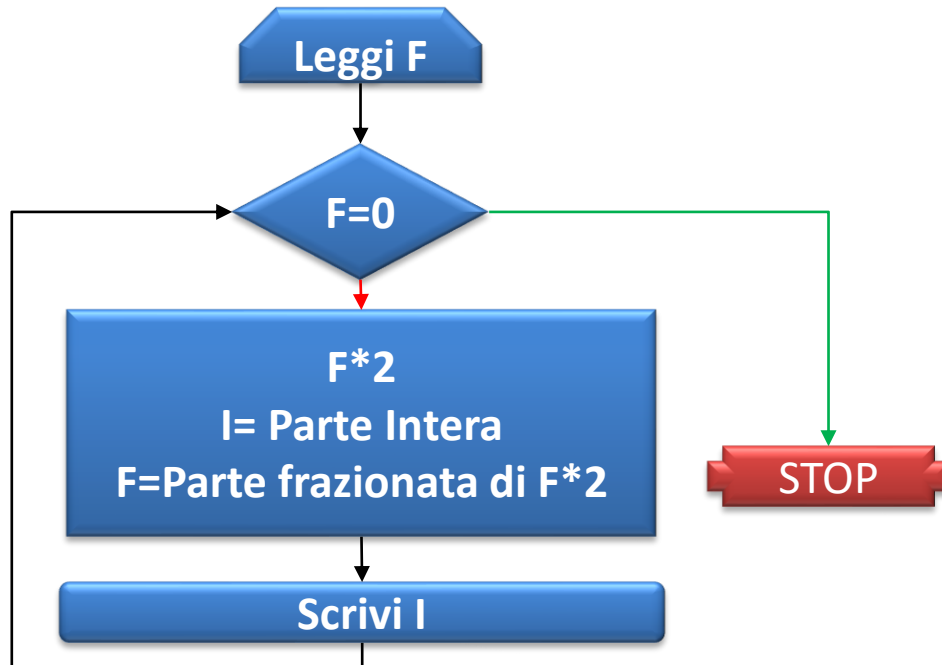 Leggi F
F=0
F*2
I= Parte Intera
F=Parte frazionata di F*2
STOP
Scrivi I